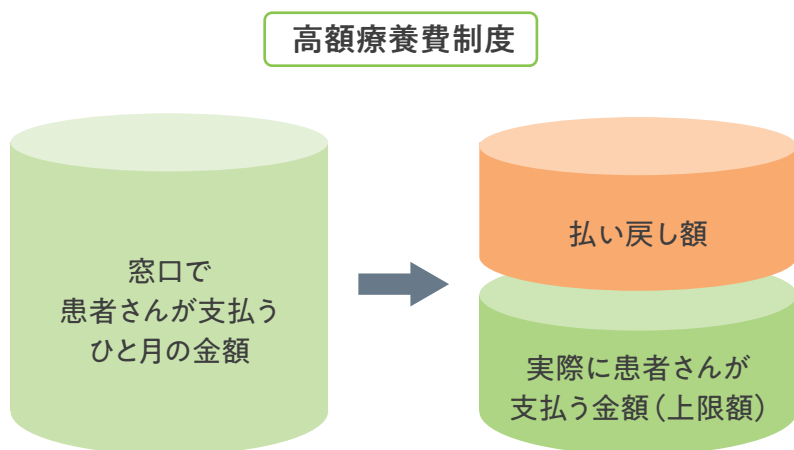 高額療養費制度
窓口で
患者さんが支払う
ひと月の金額
払い戻し額
実際に患者さんが
支払う金額（上限額）